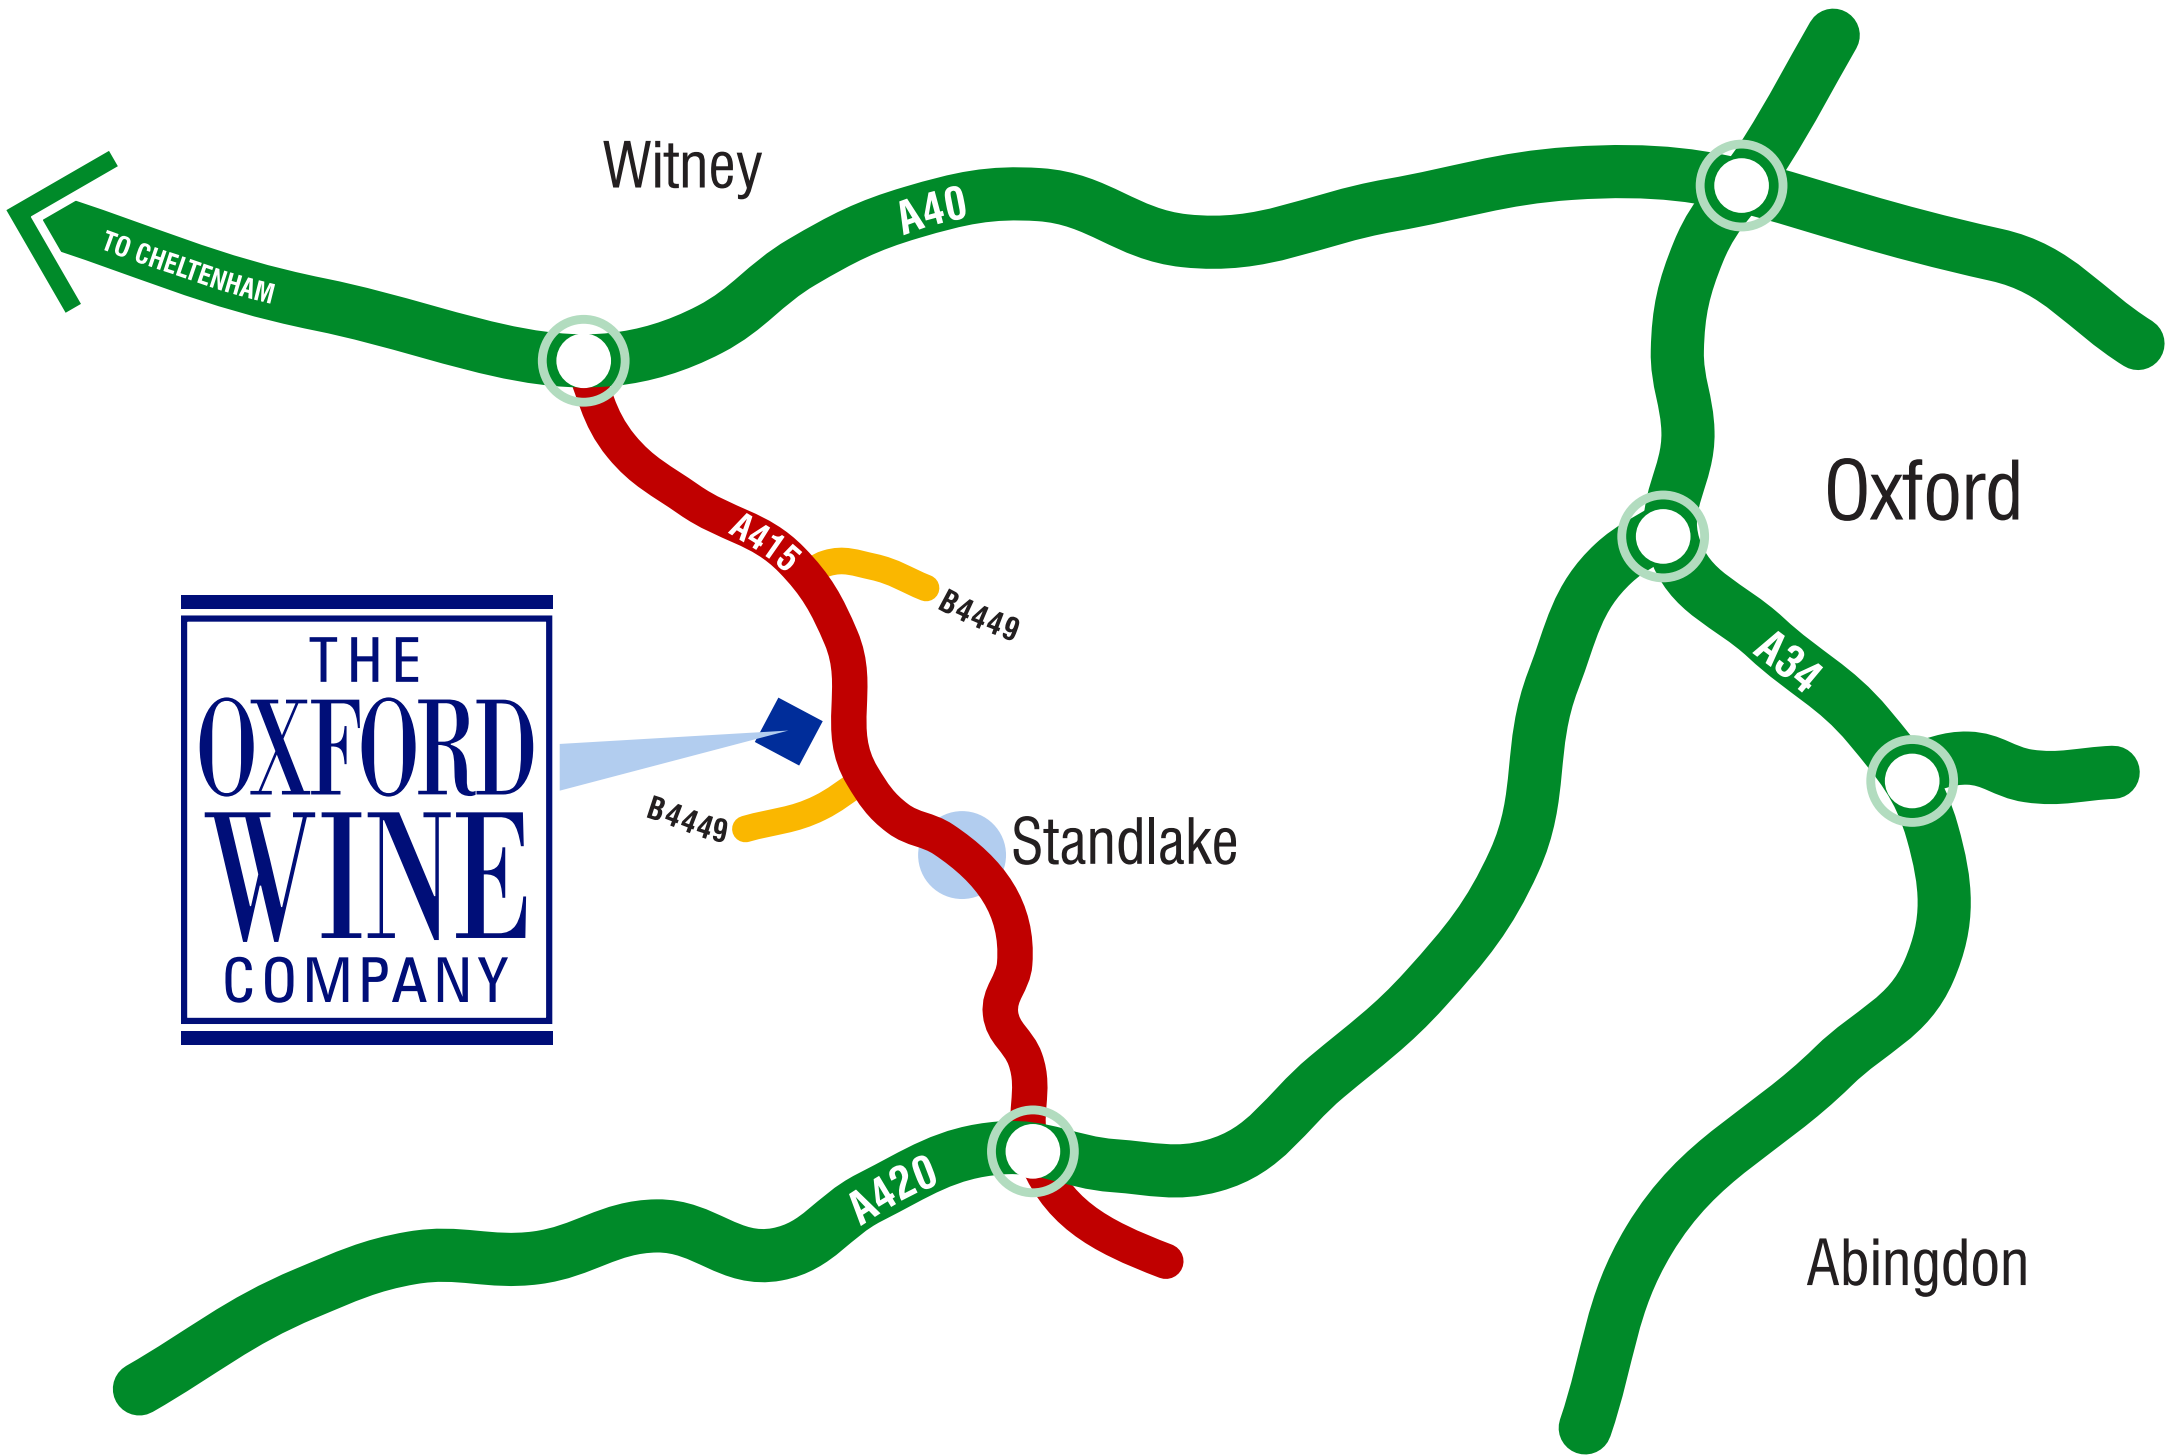 Witney
A40
TO CHELTENHAM
Oxford
A415
B4449
THE
OXFORD
WINE
COMPANY
A34
B4449
Standlake
A420
Abingdon